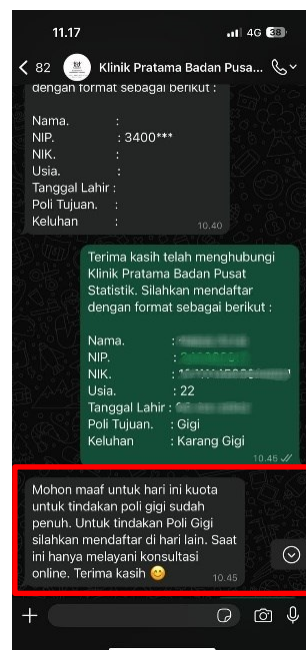 11.17
4G 38
82
Klinik Pratama Badan Pusa...
dengan format sebagai berikut :
Nama. :
NIP. : 3400***
NIK. :
Usia. :
Tanggal Lahir :
Poli Tujuan. :
Keluhan :
10.40
Terima kasih telah menghubungi
Klinik Pratama Badan Pusat
Statistik. Silahkan mendaftar
dengan format sebagai berikut :
Nama. :
NIP. :
NIK. :
Usia. : 22
Tanggal Lahir :
Poli Tujuan. : Gigi
Keluhan : Karang Gigi
10.45
Mohon maaf untuk hari ini kuota
untuk tindakan poli gigi sudah
penuh. Untuk tindakan Poli Gigi
silahkan mendaftar di hari lain. Saat
ini hanya melayani konsultasi
online. Terima kasih 😊
10.45